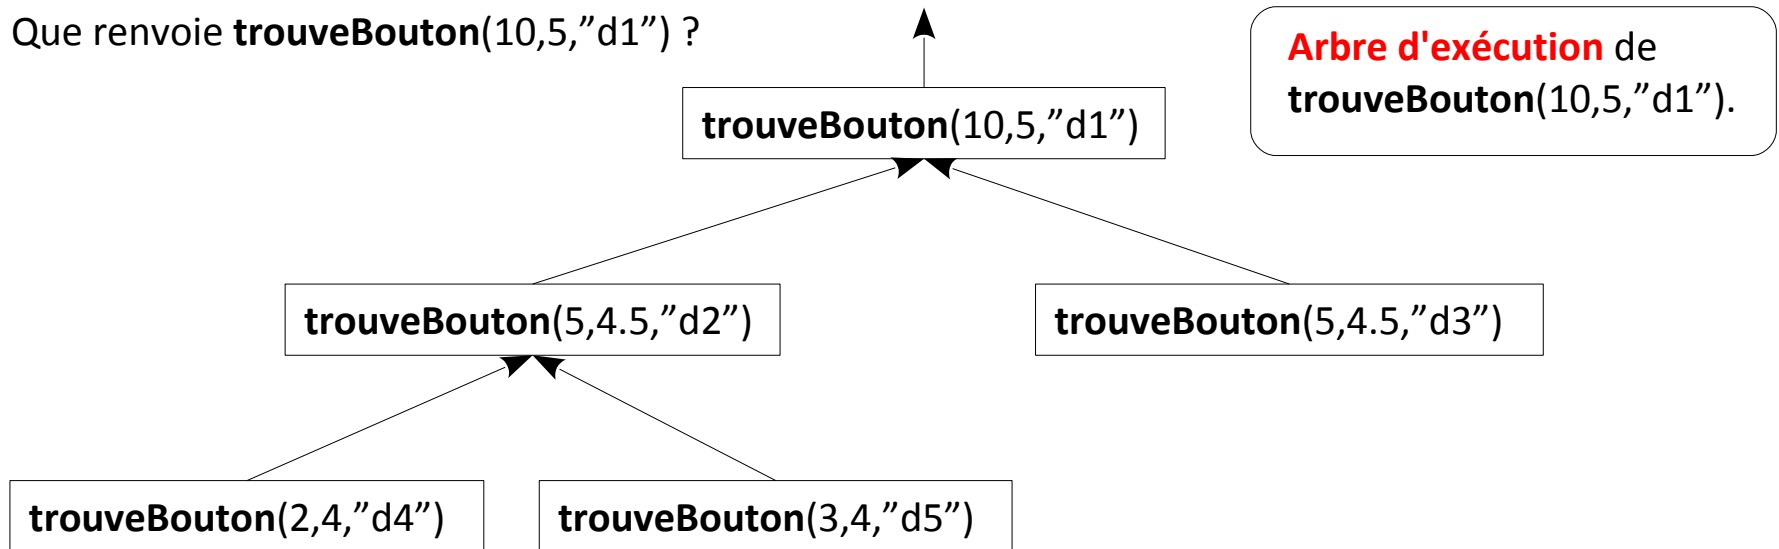 Que renvoie trouveBouton(10,5,”d1”) ?
Arbre d'exécution de
trouveBouton(10,5,”d1”).
trouveBouton(10,5,”d1”)
trouveBouton(5,4.5,”d2”)
trouveBouton(5,4.5,”d3”)
trouveBouton(2,4,”d4”)
trouveBouton(3,4,”d5”)